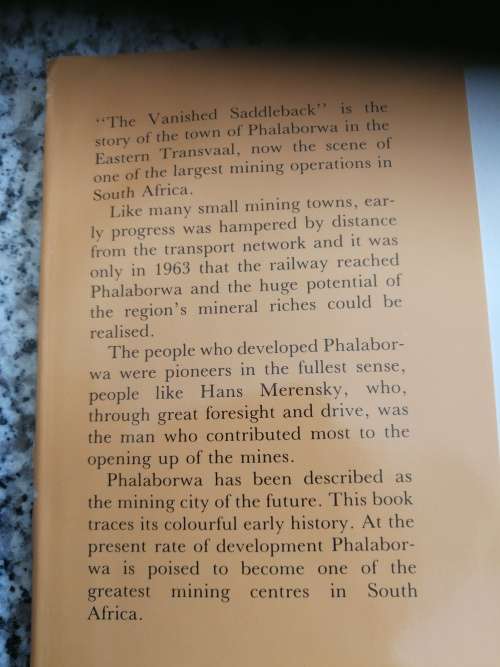 “The Vanished Saddleback” is the
story of the town of Phalaborwa in the
Eastern Transvaal, now the scene of
one of the largest mining operations in
South Africa.
Like many small mining towns, ear-
ly progress was hampered by distance
from the transport network and it was
only in 1963 that the railway reached
Phalaborwa and the huge potential of
the region’s mineral riches could be
realised.
The people who developed Phalabor-
wa were pioneers in the fullest sense,
people like Hans Merensky, who,
through great foresight and drive, was
the man who contributed most to the
opening up of the mines.
Phalaborwa has been described as
the mining city of the future. This book
traces its colourful early history. At the
present rate of development Phalabor-
wa is poised to become one of the
greatest mining centres in South
Africa.